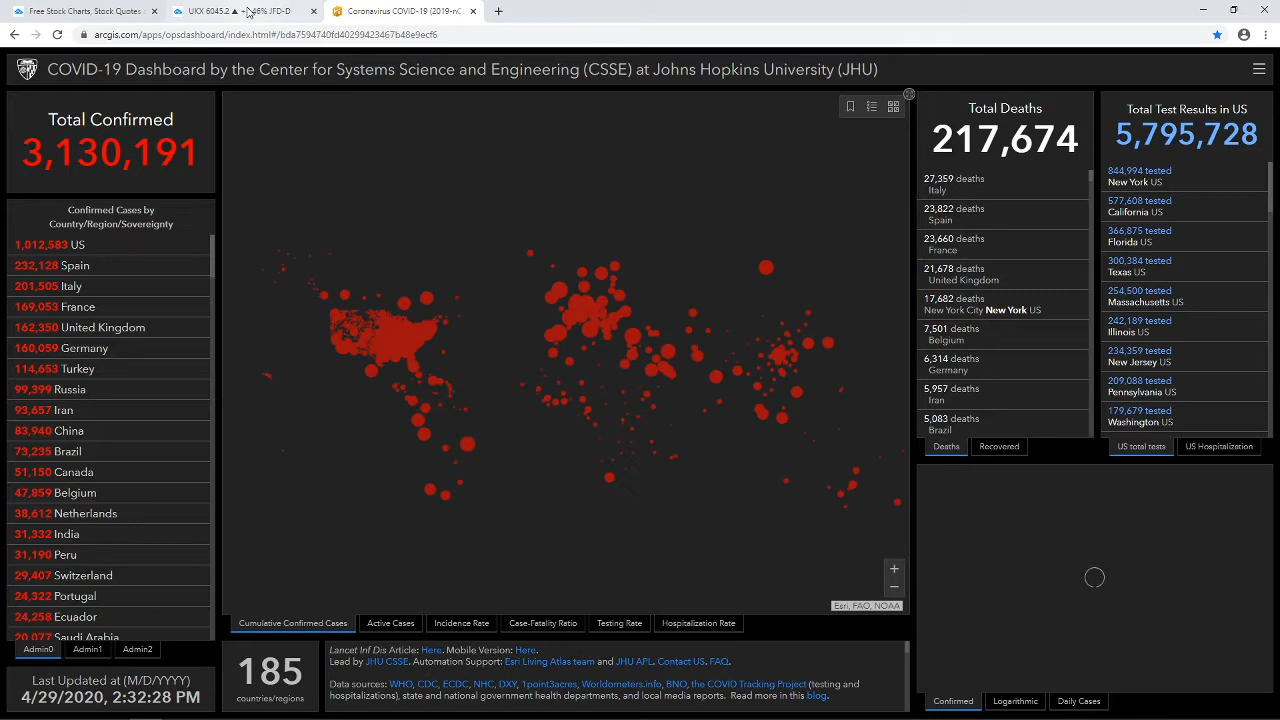 Free Stock Charts, Stock Quotes
UKX 6045.2 ▲ +
46% JFD-D
Coronavirus COVID-19 (2019-nC
arcgis.com/apps/opsdashboard/index.html#/bda7594740fd40299423467b48e9ecf6
COVID-19 Dashboard by the Center for Systems Science and Engineering (CSSE) at Johns Hopkins University (JHU)
Total Confirmed
3,130,191
Confirmed Cases by
Country/Region/Sovereignty
1,012,583 US
232,128 Spain
201,505 Italy
169,053 France
162,350 United Kingdom
160,059 Germany
114,653 Turkey
99,399 Russia
93,657 Iran
83,940 China
73,235 Brazil
51,150 Canada
47,859 Belgium
38,612 Netherlands
31,332 India
31,190 Peru
29,407 Switzerland
24,322 Portugal
24,258 Ecuador
20,077 Saudi Arabia
Admin0
Admin1
Admin2
Last Updated at (M/D/YYYY)
4/29/2020, 2:32:28 PM
Esri, FAO, NOAA
Cumulative Confirmed Cases
Active Cases
Incidence Rate
Case-Fatality Ratio
Testing Rate
Hospitalization Rate
185
countries/regions
Lancet Inf Dis Article: Here. Mobile Version: Here.
Lead by JHU CSSE. Automation Support: Esri Living Atlas team and JHU APL. Contact US. FAQ.
Data sources: WHO, CDC, ECDC, NHC, DXY, 1point3acres, Worldometers.info, BNO, the COVID Tracking Project (testing and
hospitalizations), state and national government health departments, and local media reports. Read more in this blog.
Total Deaths
217,674
27,359 deaths
Italy
23,822 deaths
Spain
23,660 deaths
France
21,678 deaths
United Kingdom
17,682 deaths
New York City New York US
7,501 deaths
Belgium
6,314 deaths
Germany
5,957 deaths
Iran
5,083 deaths
Brazil
Deaths
Recovered
Total Test Results in US
5,795,728
844,994 tested
New York US
577,608 tested
California US
366,875 tested
Florida US
300,384 tested
Texas US
254,500 tested
Massachusetts US
242,189 tested
Illinois US
234,359 tested
New Jersey US
209,088 tested
Pennsylvania US
179,679 tested
Washington US
US total tests
US Hospitalization
Confirmed
Logarithmic
Daily Cases